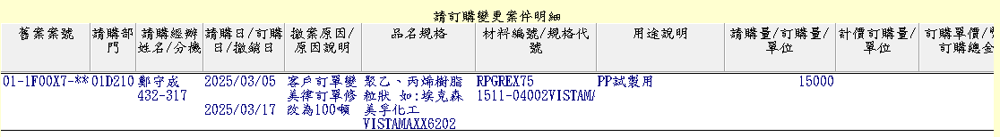 請訂購變更案件明細
舊案案號 請購部門 請購經辦姓名/分機 請購日/訂購日/撤銷日 撤案原因/原因說明 品名規格 材料編號/規格代號 用途說明 請購量/訂購量/單位 計價訂購量/單位 訂購單價/ 訂購總金
01-1F00X7-** 01D210 鄭守成 2025/03/05 客戶訂單變 聚乙、丙烯樹脂 RPGREX75 PP試製用 15000
432-317 美律訂單修 粒狀 如:埃克森 1511-04002VISTAMA
2025/03/17 改為100噸 美孚化工
VISTAMAXX6202